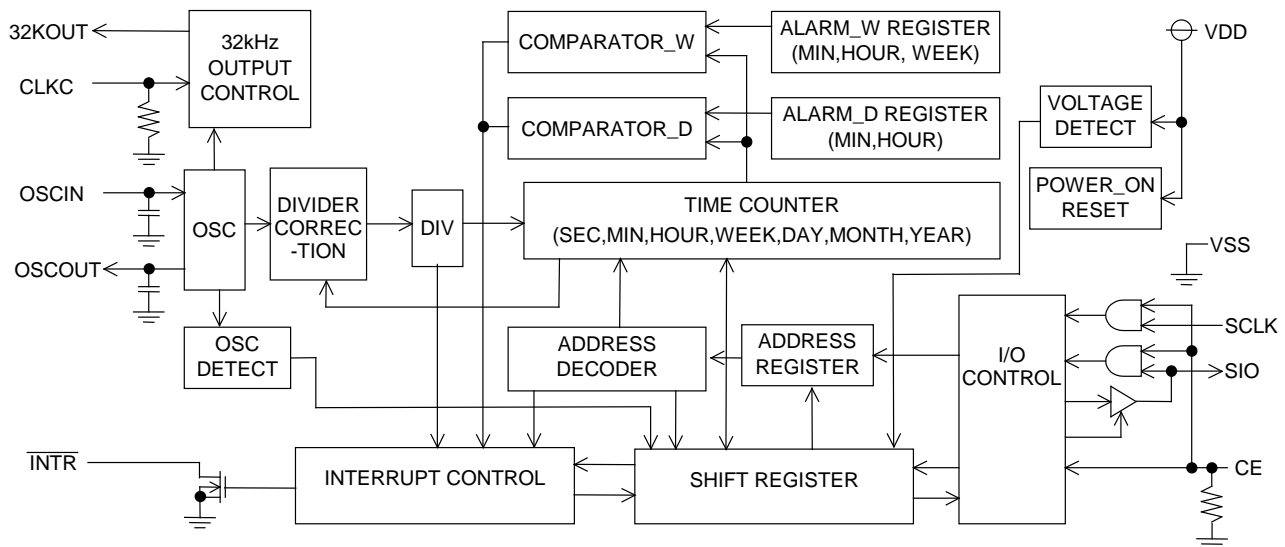 32KOUT
32kHz
OUTPUT
CONTROL
CLKC
COMPARATOR_W
ALARM_W REGISTER
(MIN,HOUR, WEEK)
VDD
COMPARATOR_D
ALARM_D REGISTER
(MIN,HOUR)
VOLTAGE
DETECT
OSCIN
OSC
OSCOUT
DIVIDER
CORREC
-TION
DIV
TIME COUNTER
(SEC,MIN,HOUR,WEEK,DAY,MONTH,YEAR)
POWER_ON
RESET
VSS
OSC
DETECT
ADDRESS
DECODER
ADDRESS
REGISTER
I/O
CONTROL
SCLK
SIO
INTR
INTERRUPT CONTROL
SHIFT REGISTER
CE